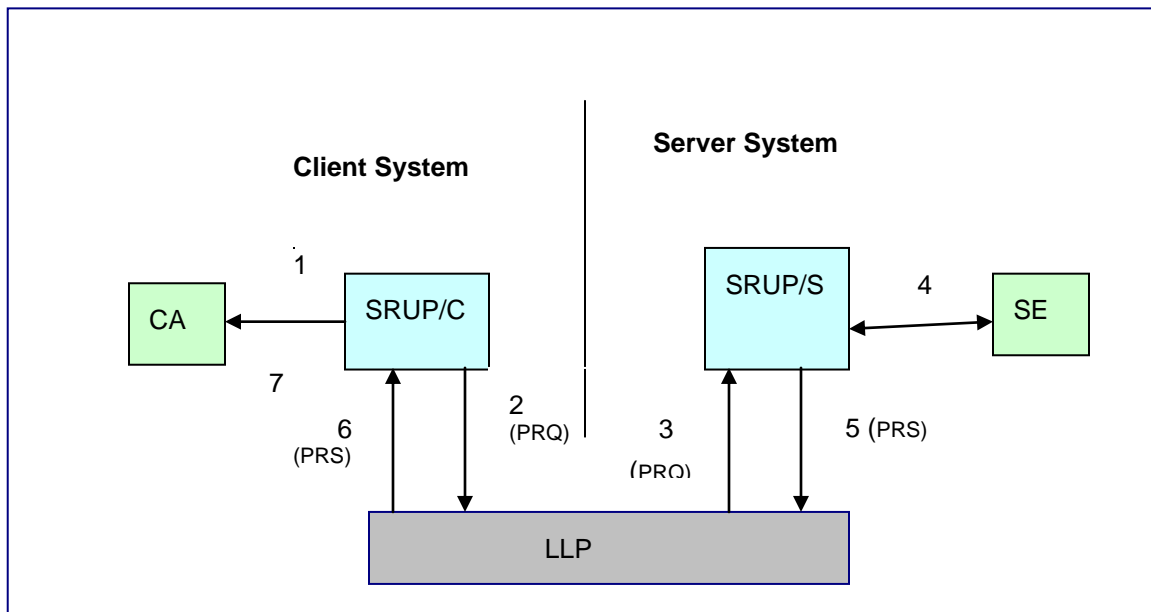 Server System
Client System
1
SRUP/S
4
CA
SRUP/C
SE
7
2
(PRQ)
6
(PRS)
3
(PRQ)
5 (PRS)
LLP